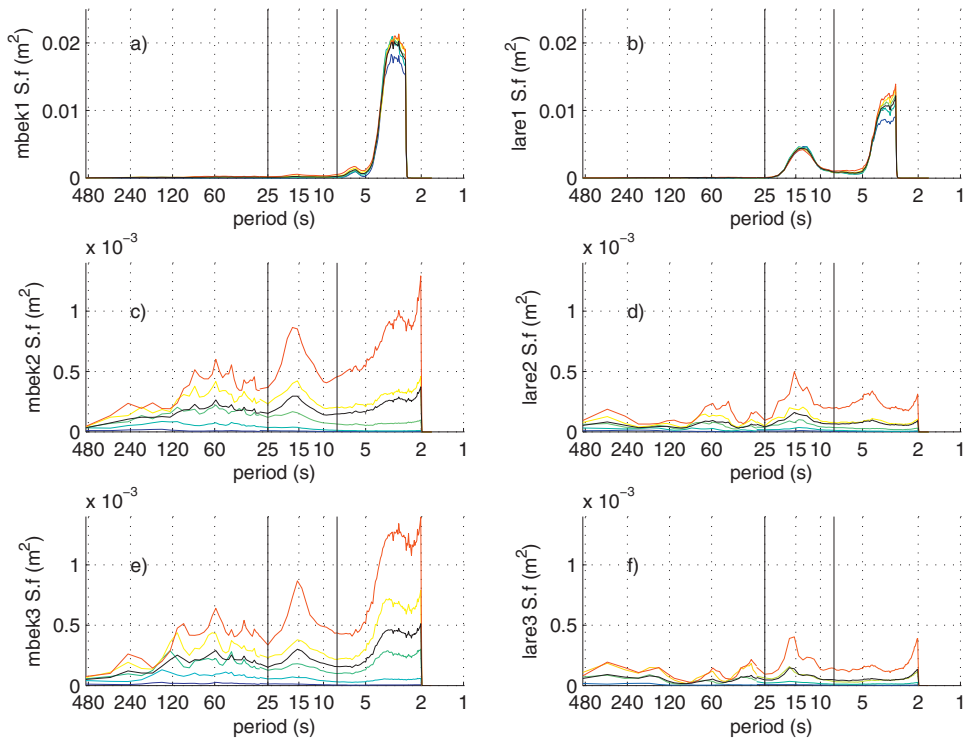 0.02
0.01
0
mbek1 S.f (m²)
a)
480 240 120 60 25 15 10 5 2 1
period (s)
0.02
0.01
0
lare1 S.f (m²)
b)
480 240 120 60 25 15 10 5 2 1
period (s)
x 10⁻³
1
0.5
0
mbek2 S.f (m²)
c)
480 240 120 60 25 15 10 5 2 1
period (s)
x 10⁻³
1
0.5
0
lare2 S.f (m²)
d)
480 240 120 60 25 15 10 5 2 1
period (s)
x 10⁻³
1
0.5
0
mbek3 S.f (m²)
e)
480 240 120 60 25 15 10 5 2 1
period (s)
x 10⁻³
1
0.5
0
lare3 S.f (m²)
f)
480 240 120 60 25 15 10 5 2 1
period (s)